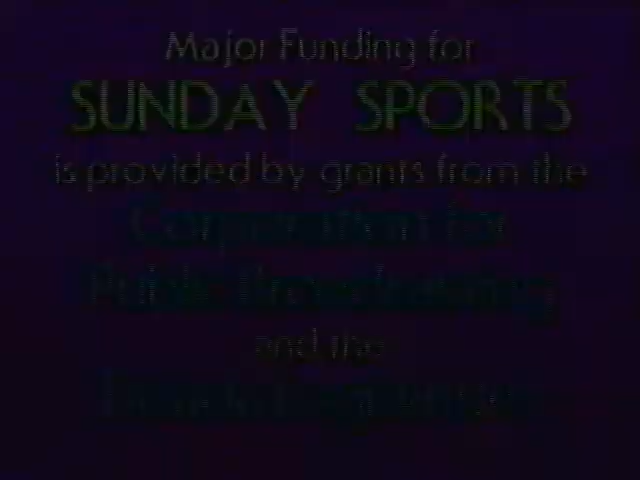 Major Funding for
SUNDAY SPORTS
is provided by grants from the
Corporation for
Public Broadcasting
and the